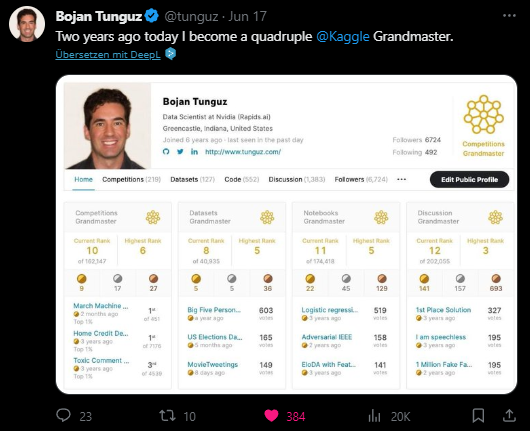 Bojan Tunguz @tunguz · Jun 17
Two years ago today I become a quadruple @Kaggle Grandmaster.
Übersetzen mit DeepL
Bojan Tunguz
Data Scientist at Nvidia (Rapids.ai)
Greencastle, Indiana, United States
Joined 6 years ago · last seen in the past day
http://www.tunguz.com/
Followers 6724
Following 492
Competitions
Grandmaster
Home Competitions (219) Datasets (127) Code (552) Discussion (1,383) Followers (6,724) ••• Edit Public Profile
Competitions
Grandmaster
Current Rank Highest Rank
10 6
of 162,147
9 17 27
March Machine ... 1st
2 months ago of 451
Top 1%
Home Credit De... 1st
3 years ago of 7176
Top 1%
Toxic Comment ... 3rd
3 years ago of 4539
Top 1%
Datasets
Grandmaster
Current Rank Highest Rank
8 5
of 40,935
5 5 36
Big Five Person... 603
a year ago votes
US Elections Da... 165
5 months ago votes
MovieTweetings 149
6 days ago votes
Notebooks
Grandmaster
Current Rank Highest Rank
11 5
of 174,418
22 45 129
Logistic regressi... 519
3 years ago votes
Adversarial IEEE 158
2 years ago votes
EloDA with Feat... 141
3 years ago votes
Discussion
Grandmaster
Current Rank Highest Rank
12 3
of 202,055
141 157 693
1st Place Solution 327
3 years ago votes
I am speechless 195
3 years ago votes
1 Million Fake Fa... 195
2 years ago votes
23 10 384 20K